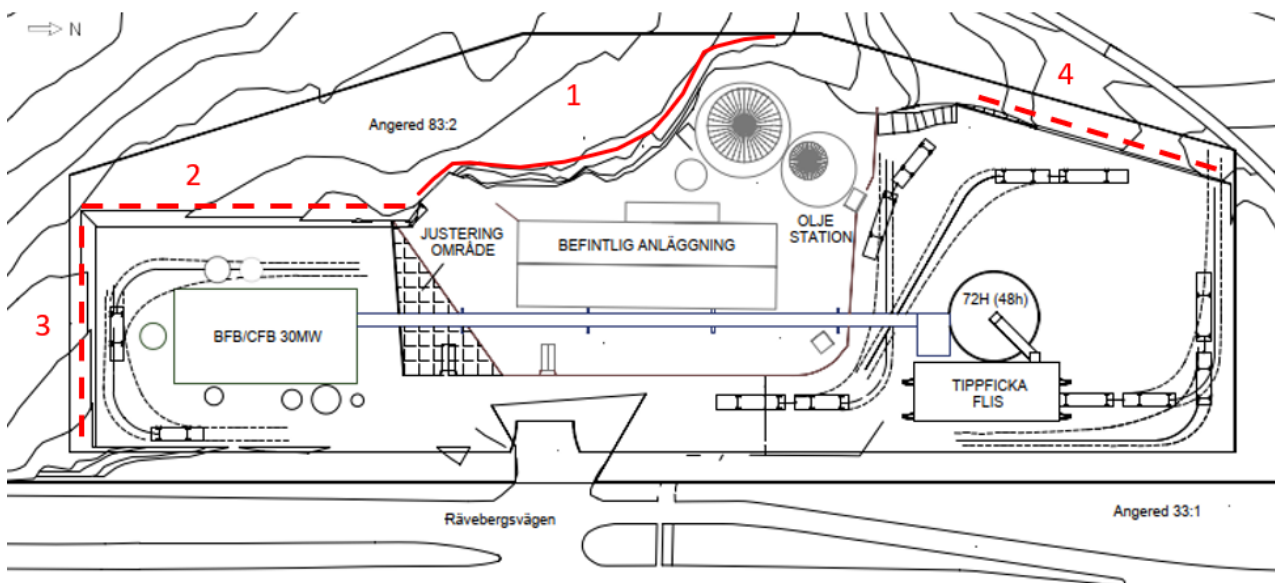 N
4
1
Angered 83:2
2
JUSTERING
OMRÅDE
BEFINTLIG ANLÄGGNING
OLJE
STATION
3
BFB/CFB 30MW
72H (48h)
TIPPFICKA
FLIS
Rävebergsvägen
Angered 33:1